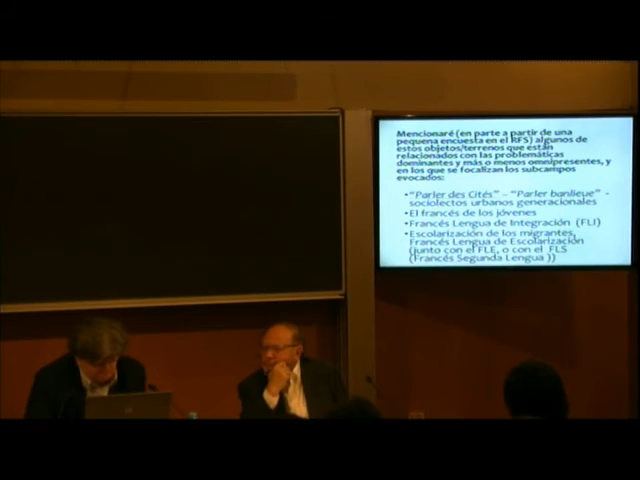 Mencionaré (en parte a partir de una
pequeña encuesta en el RFS) algunos de
estos objetos/terrenos que están
relacionados con las problemáticas
dominantes y más o menos omnipresentes, y
en los que se focalizan los subcampos
evocados:
•"Parler des Cités" – "Parler banlieue" -
sociolectos urbanos generacionales
•El francés de los jóvenes
•Francés Lengua de Integración (FLI)
•Escolarización de los migrantes,
Francés Lengua de Escolarización
(junto con el FLE, o con el FLS
(Francés Segunda Lengua ))